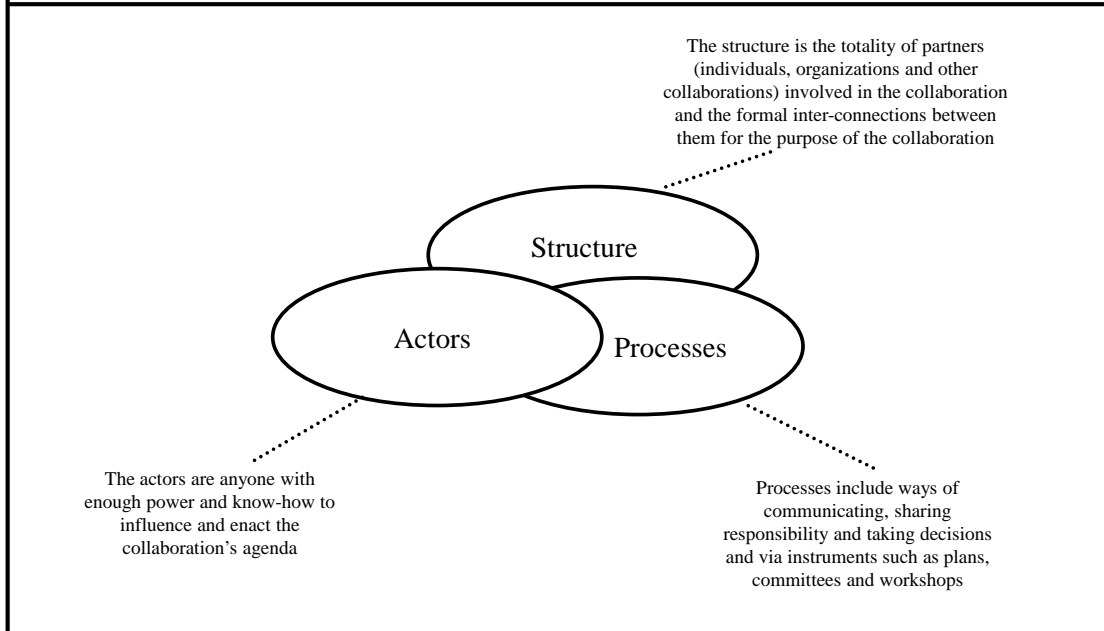 The structure is the totality of partners
(individuals, organizations and other
collaborations) involved in the collaboration
and the formal inter-connections between
them for the purpose of the collaboration
Structure
Actors
Processes
The actors are anyone with
enough power and know-how to
influence and enact the
collaboration’s agenda
Processes include ways of
communicating, sharing
responsibility and taking decisions
and via instruments such as plans,
committees and workshops